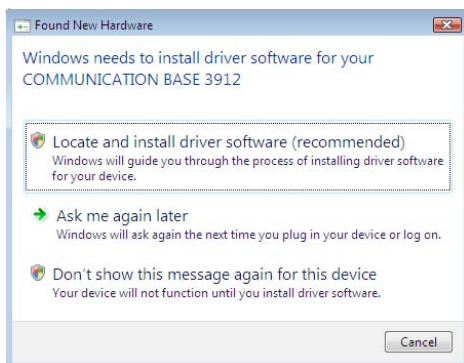 Found New Hardware
Windows needs to install driver software for your
COMMUNICATION BASE 3912
Locate and install driver software (recommended)
Windows will guide you through the process of installing driver software
for your device.
Ask me again later
Windows will ask again the next time you plug in your device or log on.
Don't show this message again for this device
Your device will not function until you install driver software.
Cancel